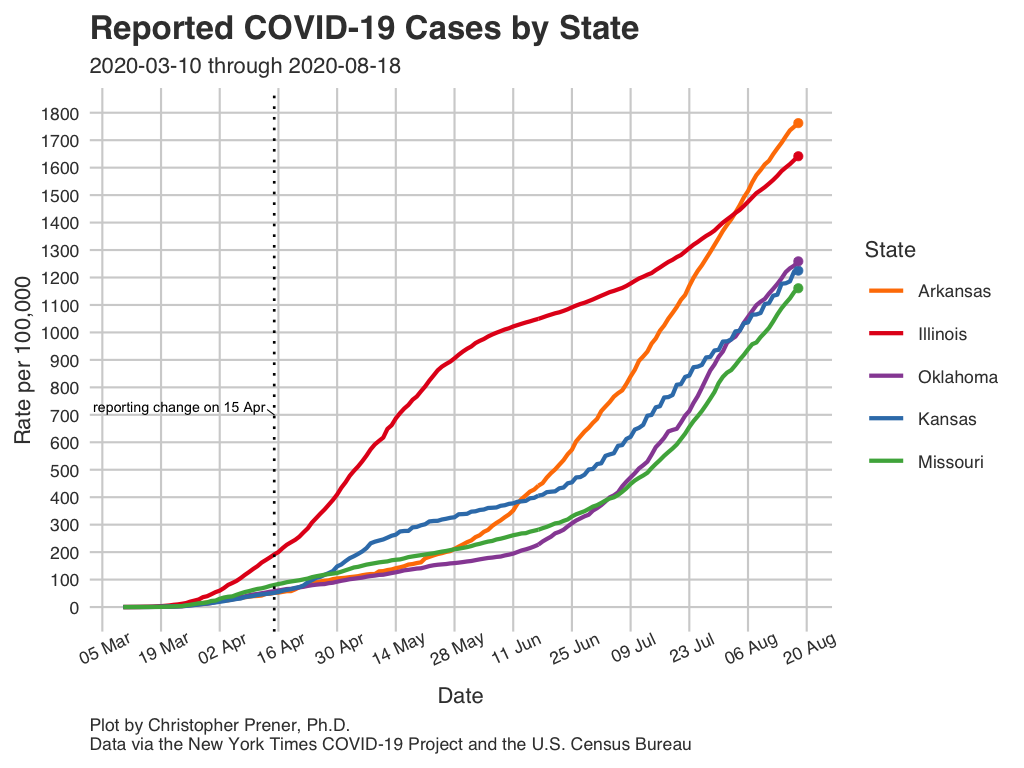 Reported COVID-19 Cases by State
2020-03-10 through 2020-08-18
1800
1700
1600
1500
1400
1300
1200
1100
1000
900
800
700
600
500
400
300
200
100
0
Rate per 100,000
reporting change on 15 Apr
05 Mar
19 Mar
02 Apr
16 Apr
30 Apr
14 May
28 May
11 Jun
25 Jun
09 Jul
23 Jul
06 Aug
20 Aug
Date
State
Arkansas
Illinois
Oklahoma
Kansas
Missouri
Plot by Christopher Prener, Ph.D.
Data via the New York Times COVID-19 Project and the U.S. Census Bureau